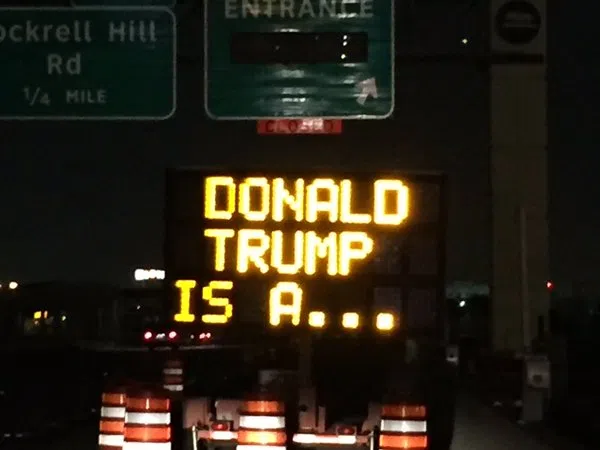 ockrell Hill
Rd
1/4 MILE
ENTRANCE
CLOSED
DONALD
TRUMP
IS A...